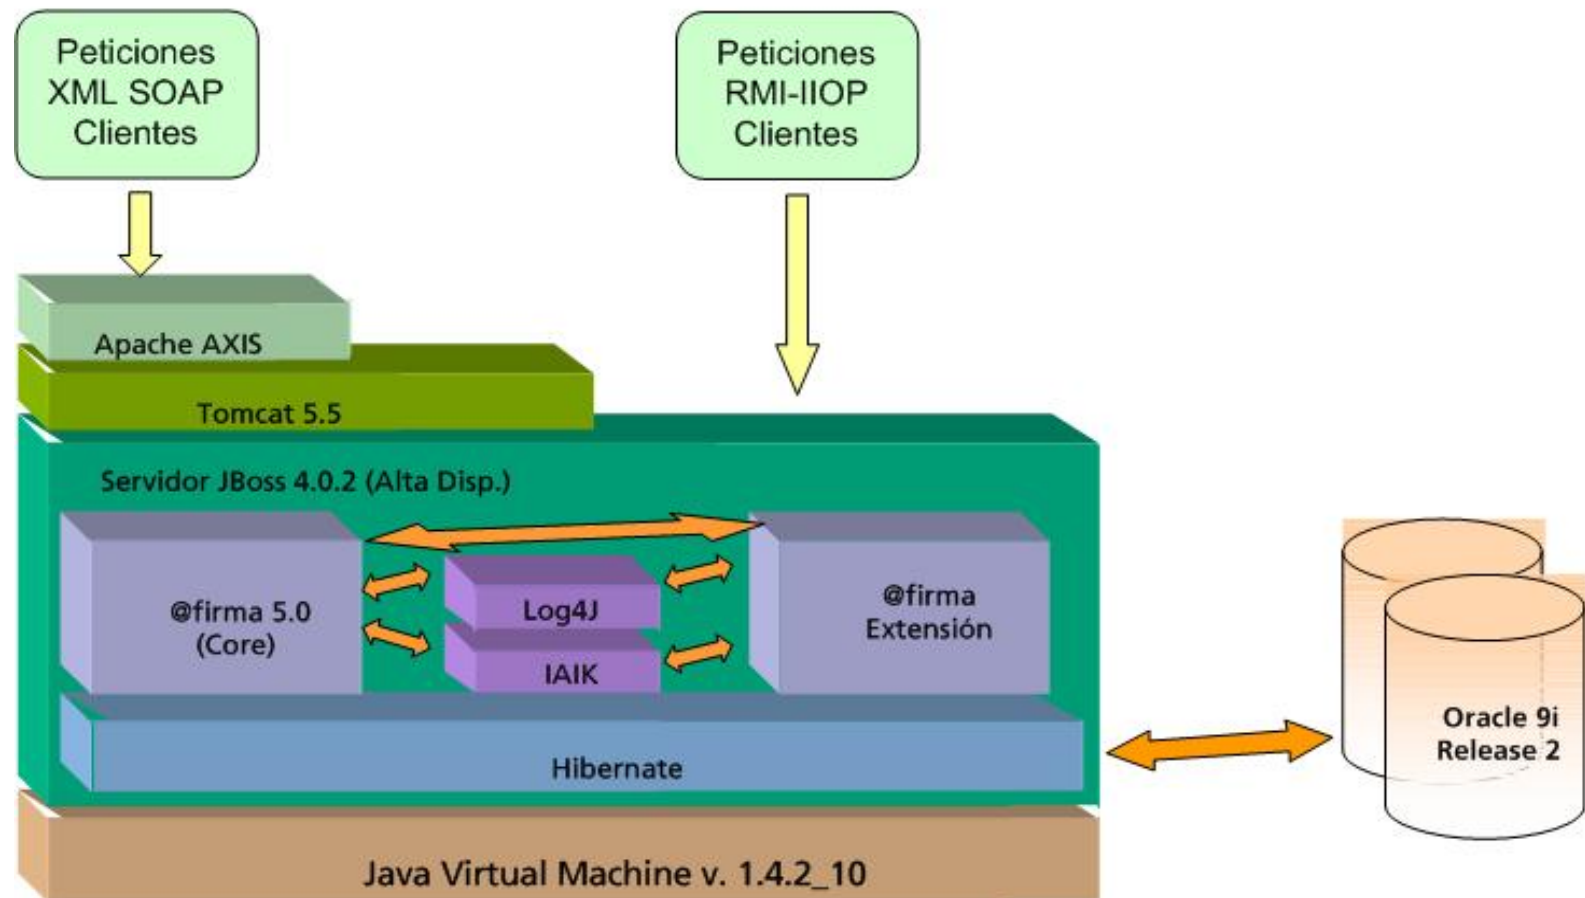 Peticiones
XML SOAP
Clientes
Peticiones
RMI-IIOP
Clientes
Apache AXIS
Tomcat 5.5
Servidor JBoss 4.0.2 (Alta Disp.)
@firma 5.0
(Core)
Log4J
IAIK
@firma
Extensión
Hibernate
Oracle 9i
Release 2
Java Virtual Machine v. 1.4.2_10